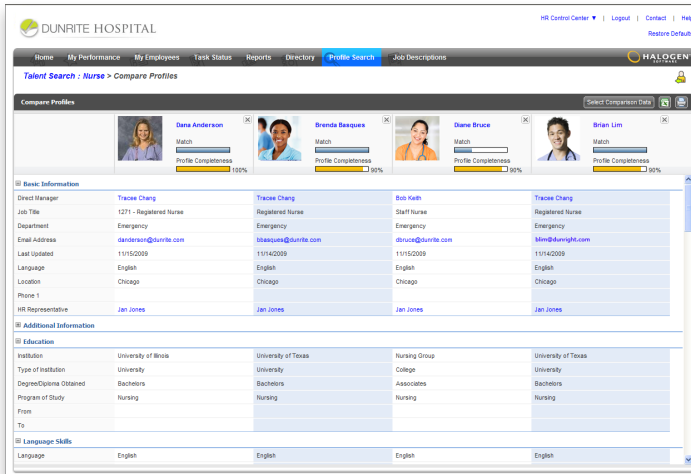 HR Control Center ▼ | Logout | Contact | Help
DUNRITE HOSPITAL
Restore Defaults
Home My Performance My Employees Task Status Reports Directory Profile Search Job Descriptions
HALOGEN
SOFTWARE
Talent Search : Nurse > Compare Profiles
Compare Profiles Select Comparison Data
Dana Anderson Brenda Basques Diane Bruce Brian Lim
Match Match Match Match
Profile Completeness Profile Completeness Profile Completeness Profile Completeness
100% 90% 90% 90%
Basic Information
Direct Manager Tracee Chang Tracee Chang Bob Keith Tracee Chang
Job Title 1271 - Registered Nurse Registered Nurse Staff Nurse Registered Nurse
Department Emergency Emergency Emergency Emergency
Email Address danderson@dunrite.com bbasques@dunrite.com dbruce@dunrite.com blim@dunright.com
Last Updated 11/15/2009 11/14/2009 11/15/2009 11/14/2009
Language English English English English
Location Chicago Chicago Chicago Chicago
Phone 1
HR Representative Jan Jones Jan Jones Jan Jones Jan Jones
Additional Information
Education
Institution University of Illinois University of Texas Nursing Group University of Texas
Type of Institution University University College University
Degree/Diploma Obtained Bachelors Bachelors Associates Bachelors
Program of Study Nursing Nursing Nursing Nursing
From
To
Language Skills
Language English English English English